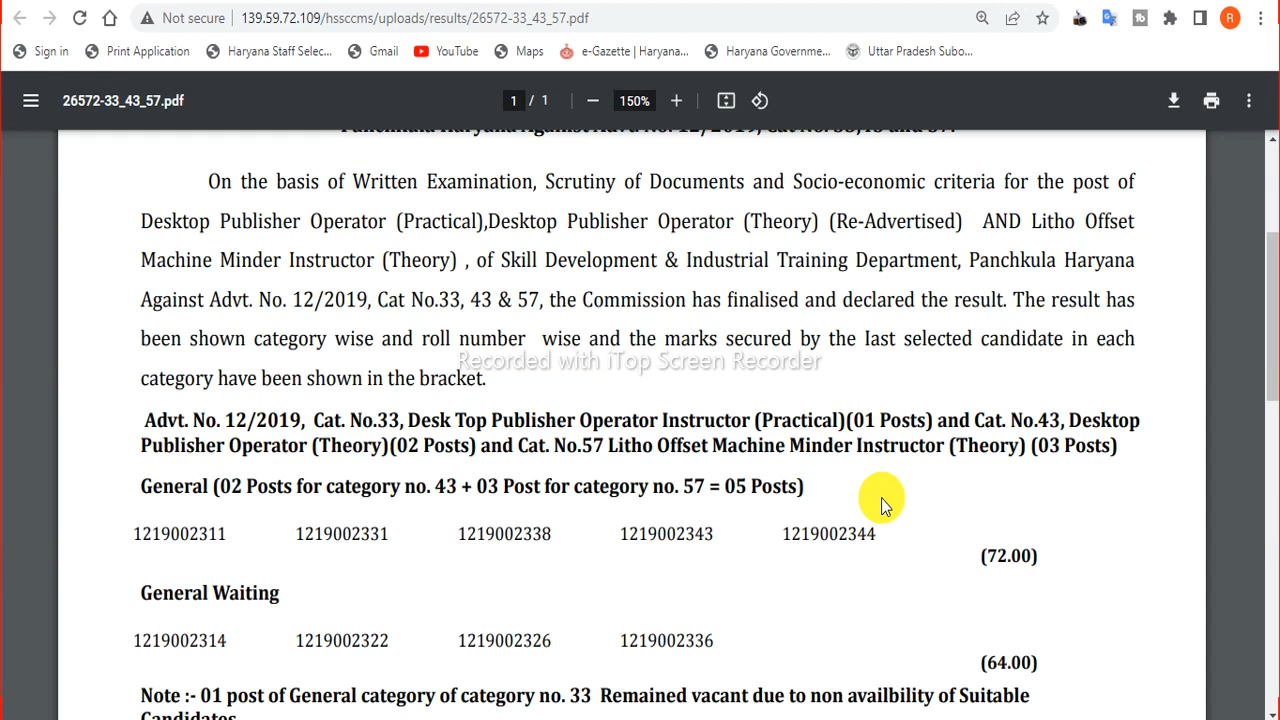 Not secure 139.59.72.109/hssccms/uploads/results/26572-33_43_57.pdf
Sign in Print Application Haryana Staff Selec... Gmail YouTube Maps e-Gazette | Haryana... Haryana Governme... Uttar Pradesh Subo...
26572-33_43_57.pdf 1 / 1 150%
Panchkula Haryana Against Advt. No. 12/2019, Cat No. 33,43 and 57.
On the basis of Written Examination, Scrutiny of Documents and Socio-economic criteria for the post of
Desktop Publisher Operator (Practical),Desktop Publisher Operator (Theory) (Re-Advertised) AND Litho Offset
Machine Minder Instructor (Theory) , of Skill Development & Industrial Training Department, Panchkula Haryana
Against Advt. No. 12/2019, Cat No.33, 43 & 57, the Commission has finalised and declared the result. The result has
been shown category wise and roll number wise and the marks secured by the last selected candidate in each
Recorded with iTop Screen Recorder
category have been shown in the bracket.
Advt. No. 12/2019, Cat. No.33, Desk Top Publisher Operator Instructor (Practical)(01 Posts) and Cat. No.43, Desktop
Publisher Operator (Theory)(02 Posts) and Cat. No.57 Litho Offset Machine Minder Instructor (Theory) (03 Posts)
General (02 Posts for category no. 43 + 03 Post for category no. 57 = 05 Posts)
1219002311 1219002331 1219002338 1219002343 1219002344
(72.00)
General Waiting
1219002314 1219002322 1219002326 1219002336
(64.00)
Note :- 01 post of General category of category no. 33 Remained vacant due to non availbility of Suitable
Candidates